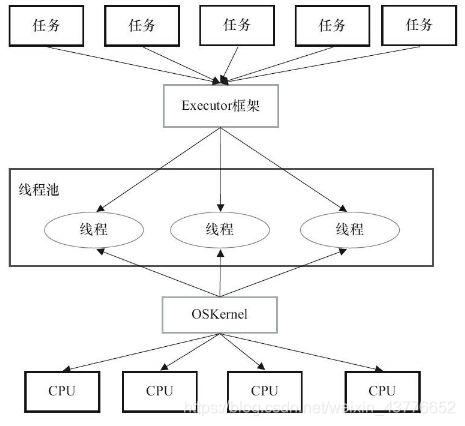 任务 任务 任务 任务 任务
Executor框架
线程池
线程 线程 线程
OSKernel
CPU CPU CPU CPU
https://blog.csdn.net/weixin_43776652